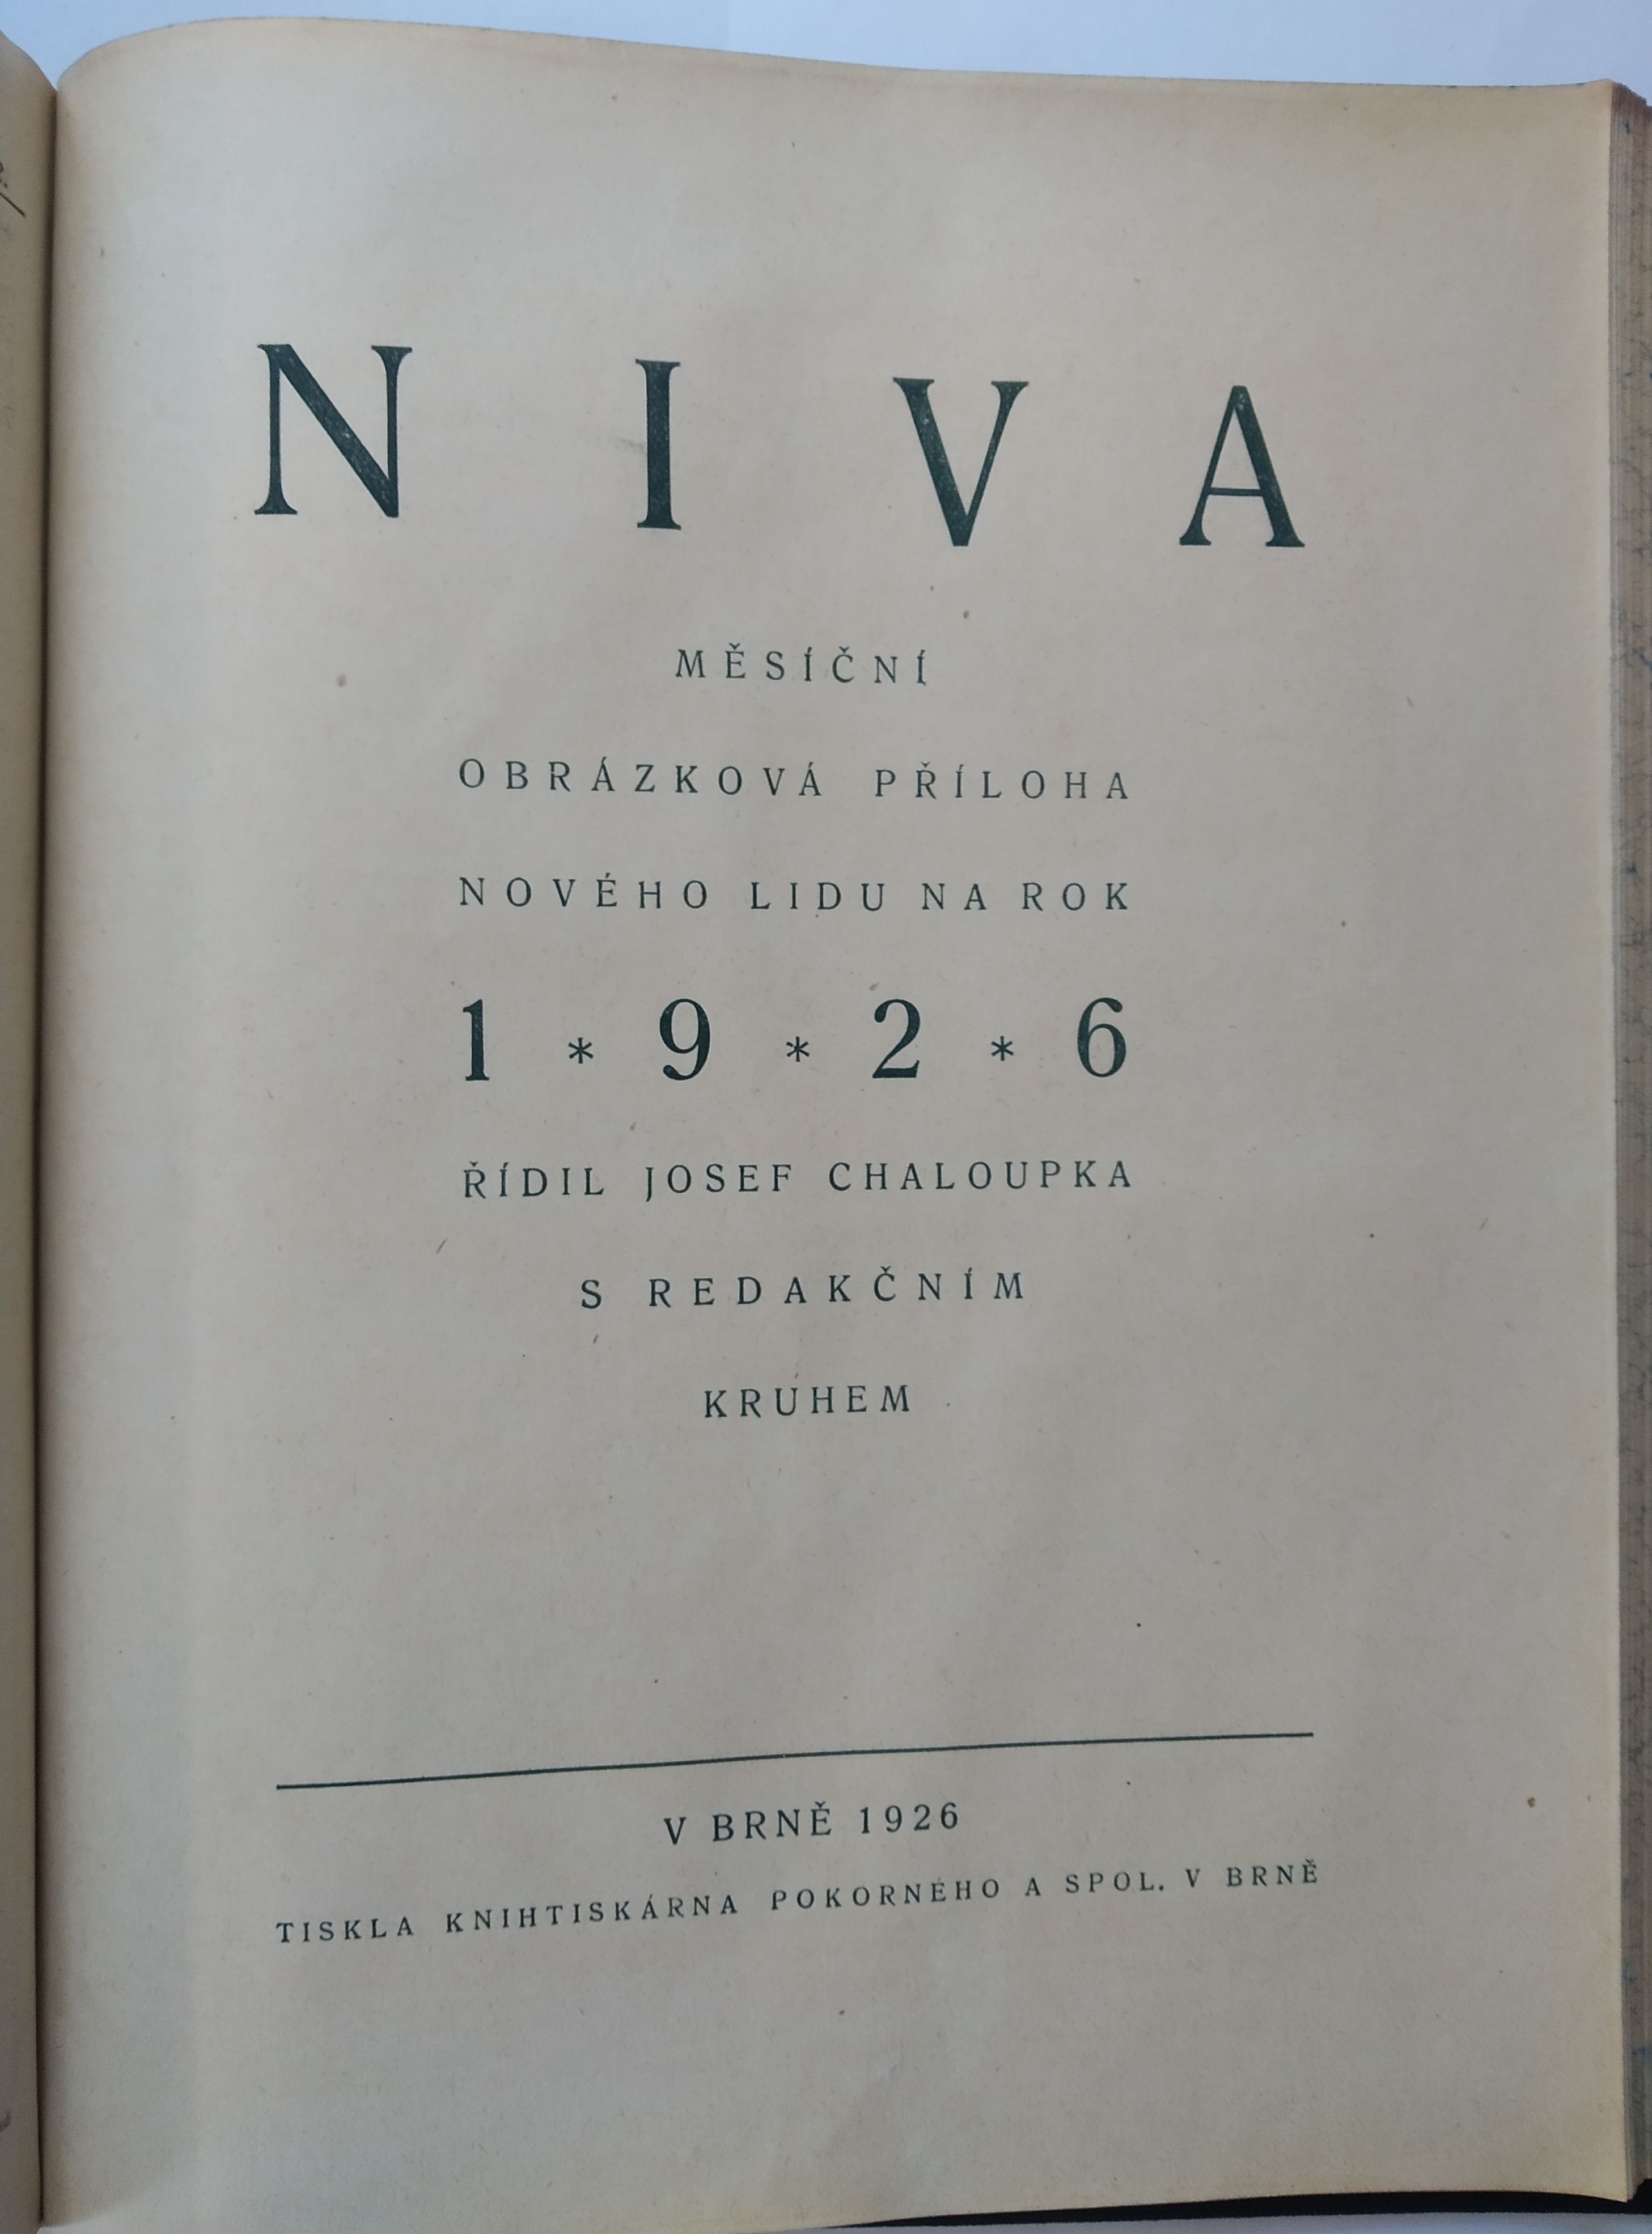 NIVA
MĚSÍČNÍ
OBRÁZKOVÁ PŘÍLOHA
NOVÉHO LIDU NA ROK
1 * 9 * 2 * 6
ŘÍDIL JOSEF CHALOUPKA
S REDAKČNÍM
KRUHEM
V BRNĚ 1926
TISKLA KNIHTISKÁRNA POKORNÉHO A SPOL. V BRNĚ